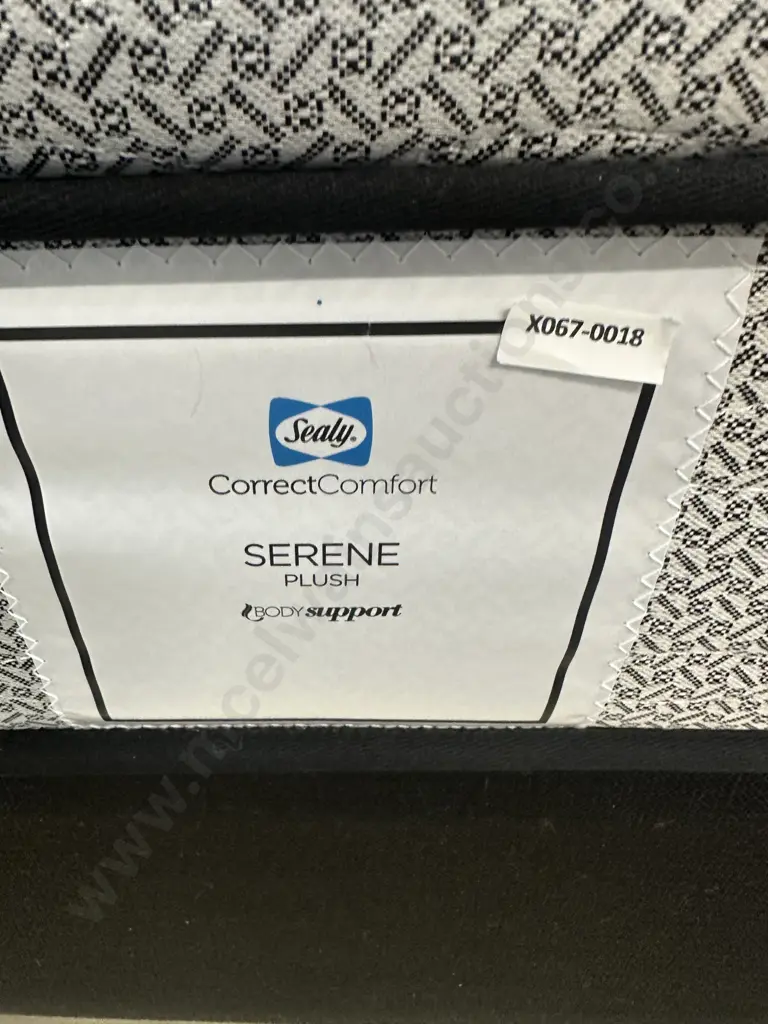 X067-0018
Sealy®
CorrectComfort
SERENE
PLUSH
BODY support